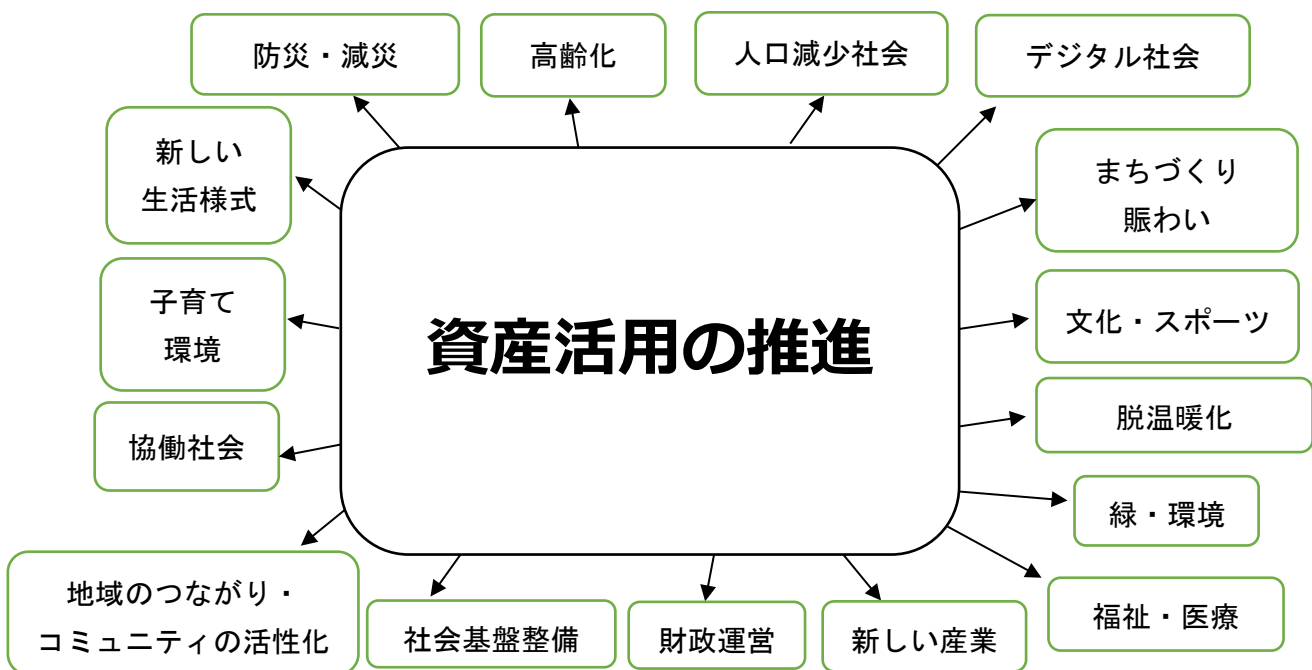 防災・減災
高齢化
人口減少社会
デジタル社会
新しい
生活様式
まちづくり
賑わい
子育て
環境
資産活用の推進
文化・スポーツ
協働社会
脱温暖化
緑・環境
地域のつながり・
コミュニティの活性化
社会基盤整備
財政運営
新しい産業
福祉・医療